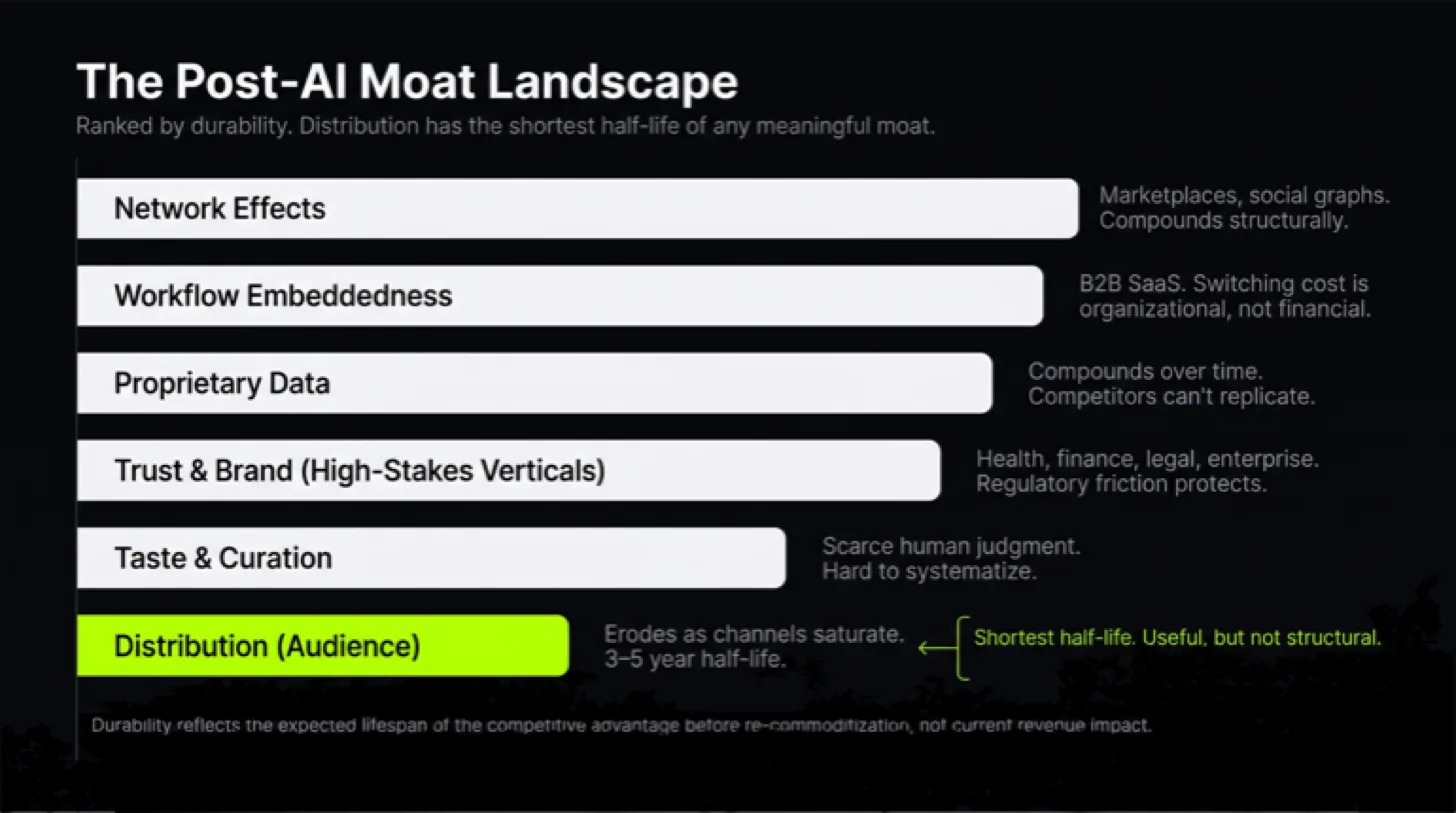 The Post-AI Moat Landscape
Ranked by durability. Distribution has the shortest half-life of any meaningful moat.
Network Effects
Marketplaces, social graphs.
Compounds structurally.
Workflow Embeddedness
B2B SaaS. Switching cost is
organizational, not financial.
Proprietary Data
Compounds over time.
Competitors can't replicate.
Trust & Brand (High-Stakes Verticals)
Health, finance, legal, enterprise.
Regulatory friction protects.
Taste & Curation
Scarce human judgment.
Hard to systematize.
Distribution (Audience)
Erodes as channels saturate.
3–5 year half-life.
Shortest half-life. Useful, but not structural.
Durability reflects the expected lifespan of the competitive advantage before re-commoditization, not current revenue impact.